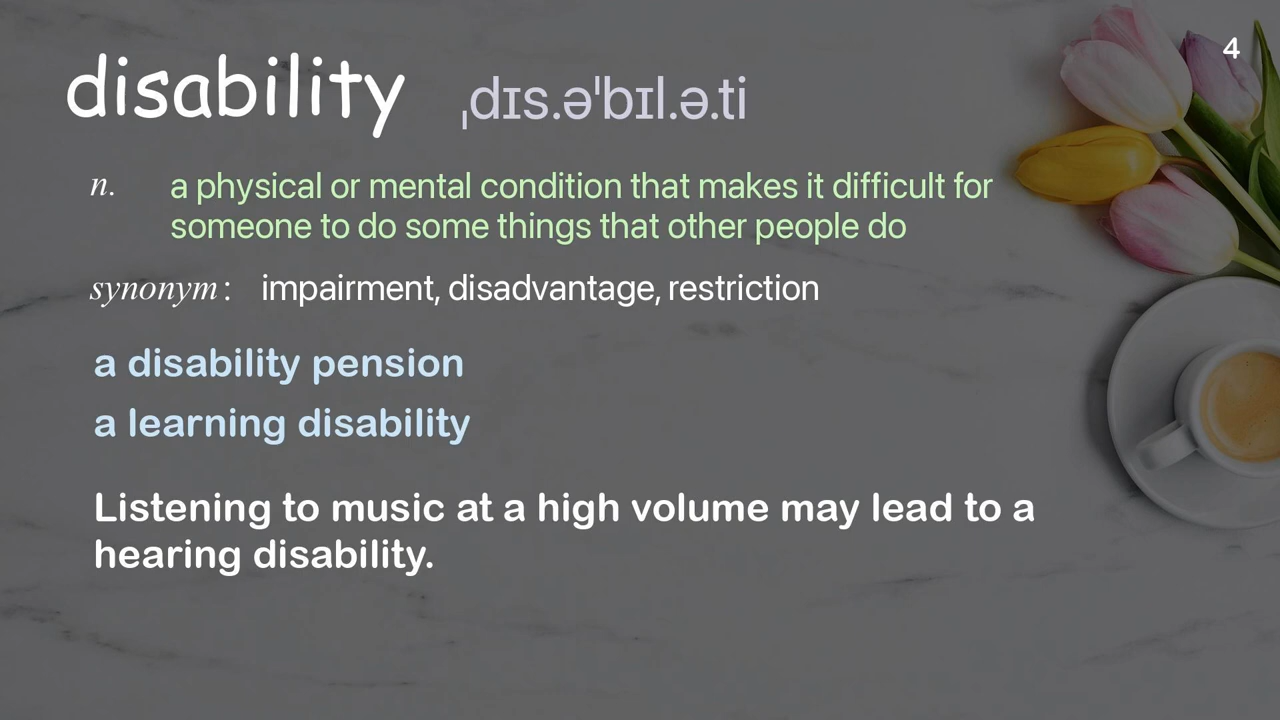 4
disability ˌdɪs.əˈbɪl.ə.ti
n. a physical or mental condition that makes it difficult for
someone to do some things that other people do
synonym : impairment, disadvantage, restriction
a disability pension
a learning disability
Listening to music at a high volume may lead to a
hearing disability.